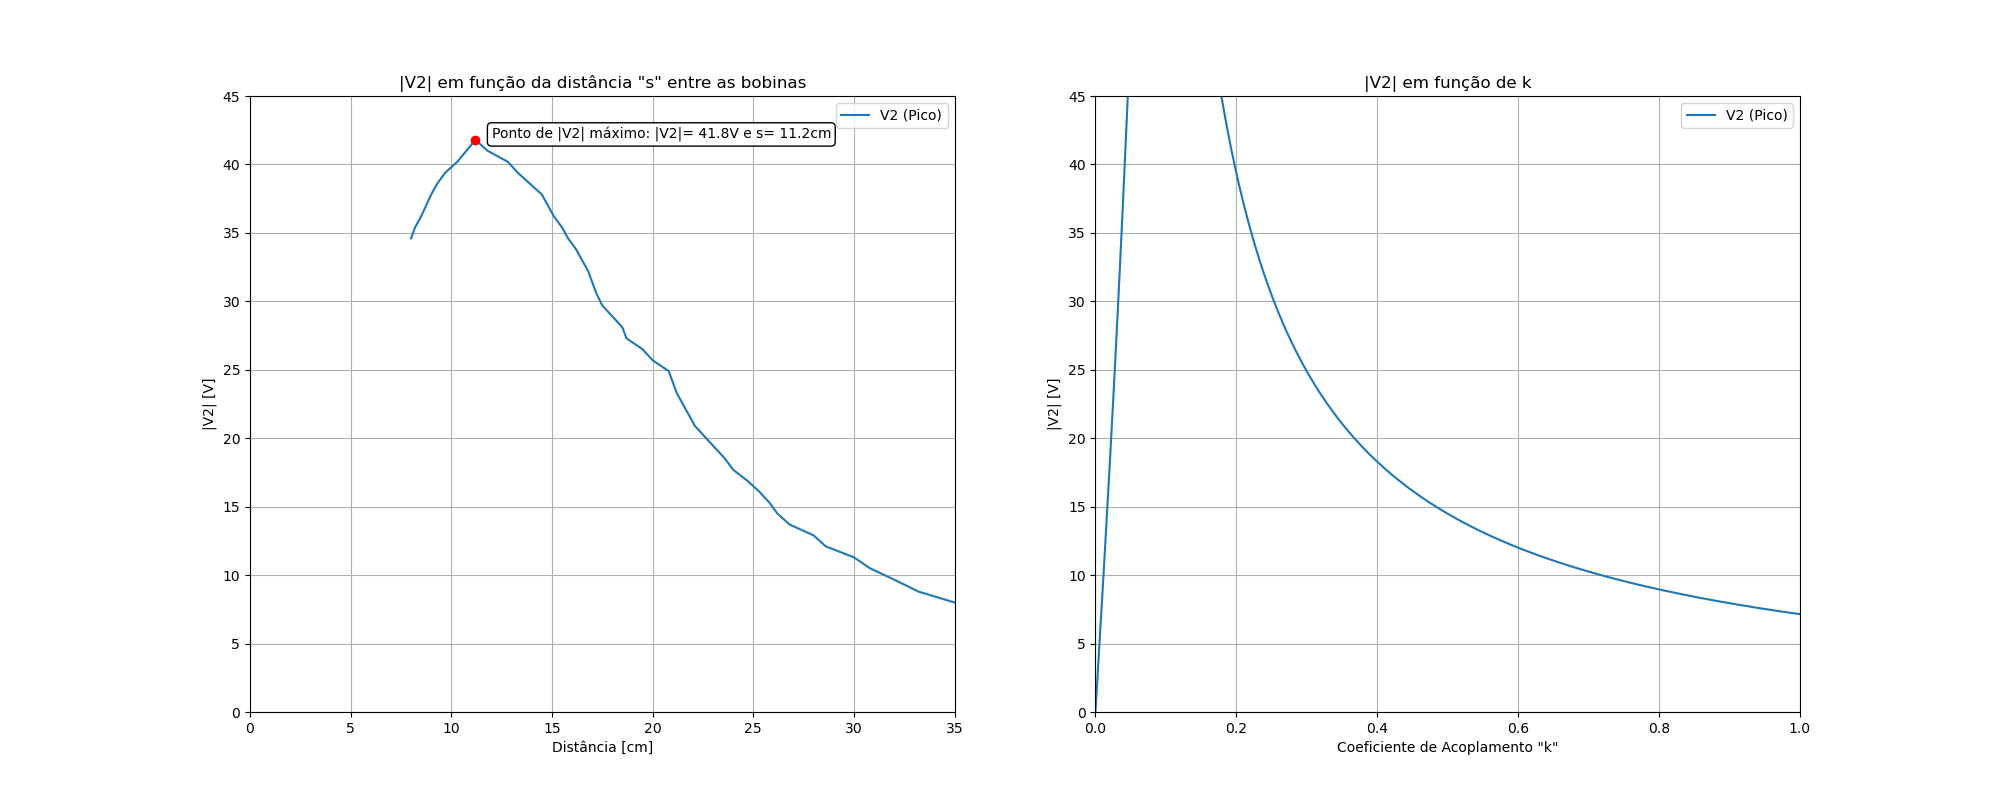 |V2| em função da distância "s" entre as bobinas
V2 (Pico)
Ponto de |V2| máximo: |V2|= 41.8V e s= 11.2cm
|V2| [V]
45
40
35
30
25
20
15
10
5
0
0 5 10 15 20 25 30 35
Distância [cm]
|V2| em função de k
V2 (Pico)
|V2| [V]
45
40
35
30
25
20
15
10
5
0
0.0 0.2 0.4 0.6 0.8 1.0
Coeficiente de Acoplamento "k"